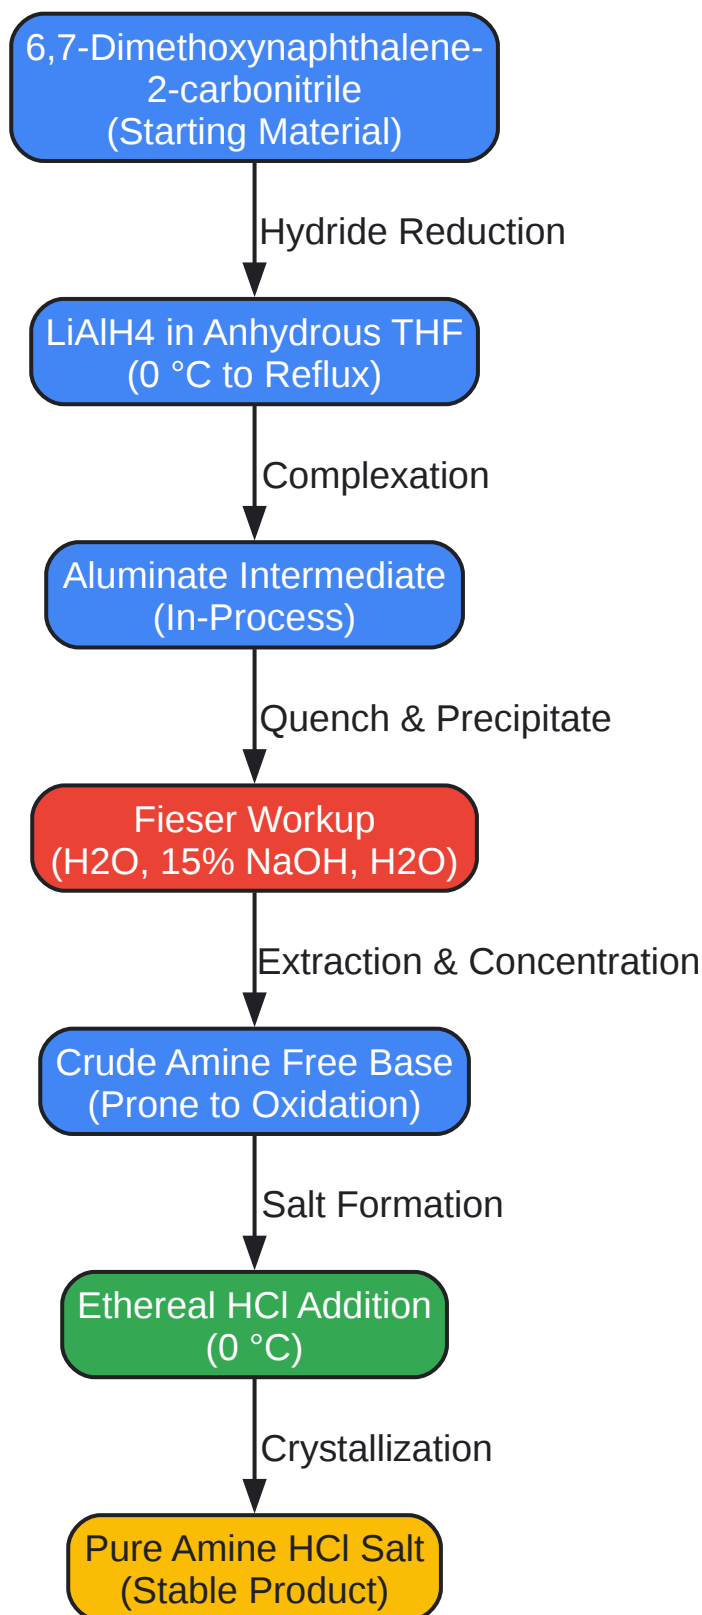 6,7-Dimethoxynaphthalene-
2-carbonitrile
(Starting Material)
Hydride Reduction
LiAlH4 in Anhydrous THF
(0 °C to Reflux)
Complexation
Aluminate Intermediate
(In-Process)
Quench & Precipitate
Fieser Workup
(H2O, 15% NaOH, H2O)
Extraction & Concentration
Crude Amine Free Base
(Prone to Oxidation)
Salt Formation
Ethereal HCl Addition
(0 °C)
Crystallization
Pure Amine HCl Salt
(Stable Product)